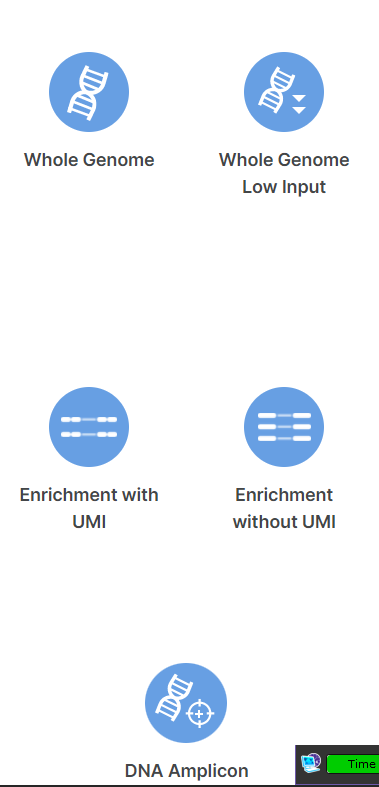 Whole Genome
Whole Genome
Low Input
Enrichment with
UMI
Enrichment
without UMI
DNA Amplicon
Time